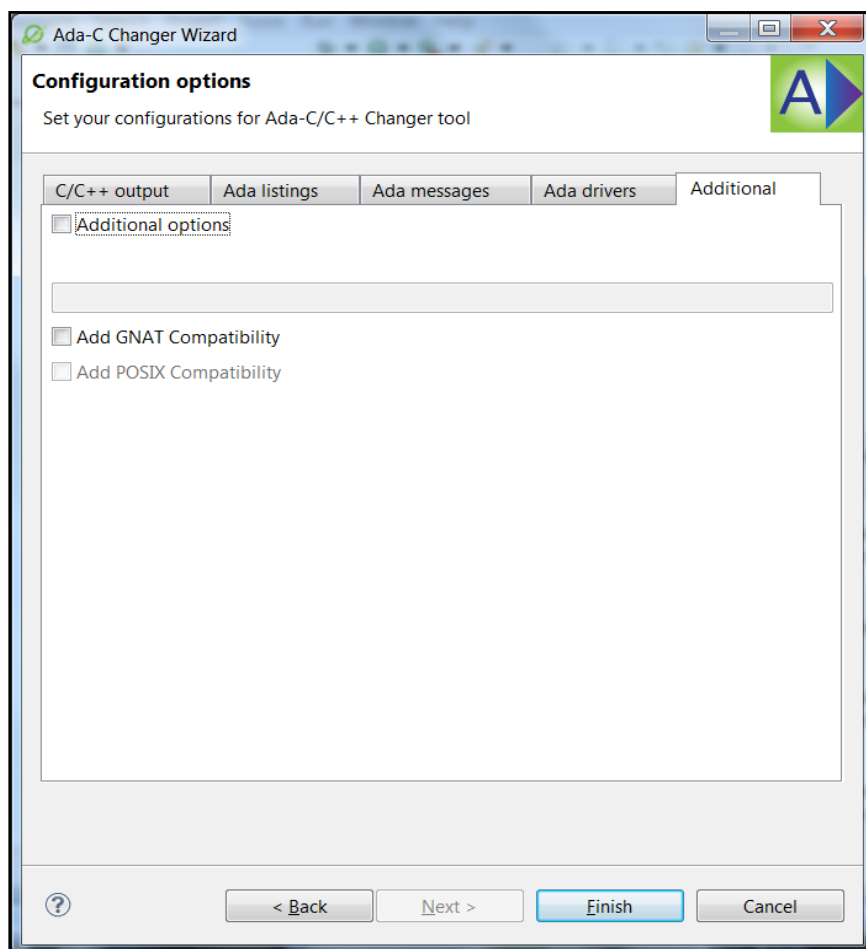 Ada-C Changer Wizard
Configuration options
Set your configurations for Ada-C/C++ Changer tool
A
C/C++ output Ada listings Ada messages Ada drivers Additional
Additional options
Add GNAT Compatibility
Add POSIX Compatibility
? < Back Next > Finish Cancel